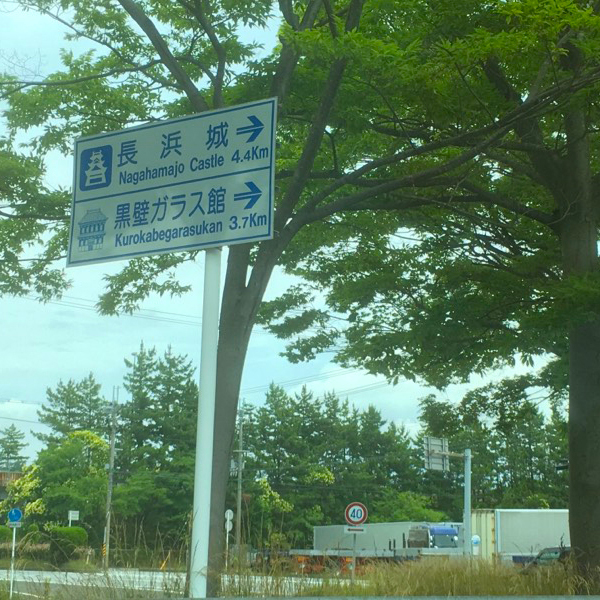 長浜城
Nagahamajo Castle 4.4Km
黒壁ガラス館
Kurokabegarasukan 3.7Km
40